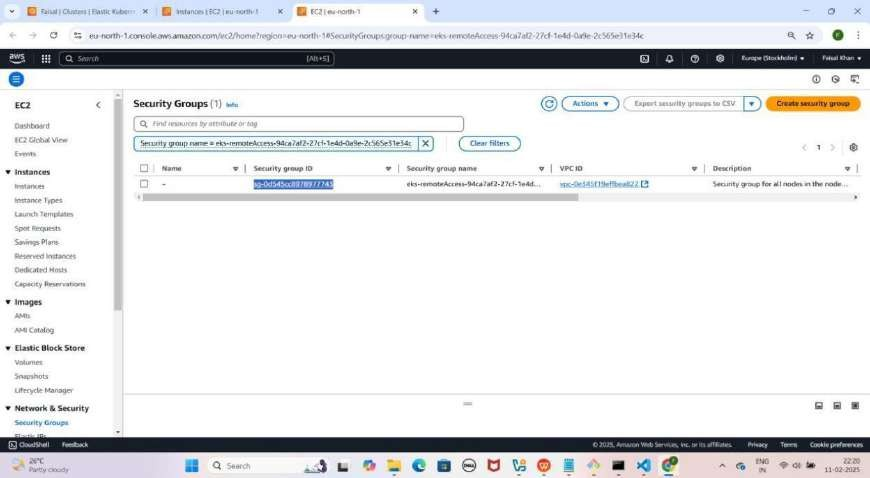 Faisal | Clusters | Elastic Kubern
Instances | EC2 | eu-north-1
EC2 | eu-north-1
eu-north-1.console.aws.amazon.com/ec2/home?region=eu-north-1#SecurityGroups:group-name=eks-remoteAccess-94ca7af2-27cf-1e4d-0a9e-2c565e31e34c
aws
Search [Alt+S]
Europe (Stockholm)
Faisal Khan
EC2
Dashboard
EC2 Global View
Events
Instances
Instances
Instance Types
Launch Templates
Spot Requests
Savings Plans
Reserved Instances
Dedicated Hosts
Capacity Reservations
Images
AMIs
AMI Catalog
Elastic Block Store
Volumes
Snapshots
Lifecycle Manager
Network & Security
Security Groups
Elastic IPs
Security Groups (1) Info
Actions
Export security groups to CSV
Create security group
Find resources by attribute or tag
Security group name = eks-remoteAccess-94ca7af2-27cf-1e4d-0a9e-2c565e31e34c
Clear filters
1
Name Security group ID Security group name VPC ID Description
- eks-remoteAccess-94ca7af2-27cf-1e4d... Security group for all nodes in the node...
CloudShell Feedback
© 2025, Amazon Web Services, Inc. or its affiliates. Privacy Terms Cookie preferences
26°C
Partly cloudy
Search
ENG
IN
22:20
11-02-2025